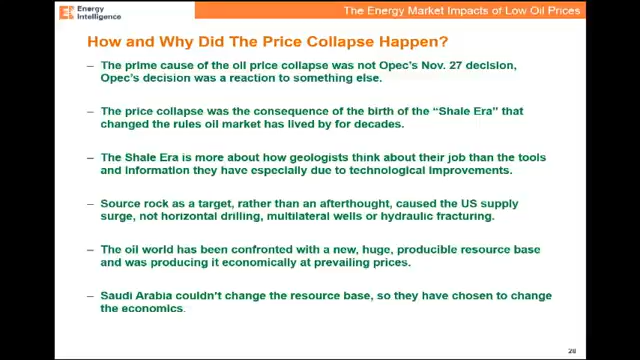 Energy
Intelligence
The Energy Market Impacts of Low Oil Prices
How and Why Did The Price Collapse Happen?
– The prime cause of the oil price collapse was not Opec's Nov. 27 decision,
Opec's decision was a reaction to something else.
– The price collapse was the consequence of the birth of the “Shale Era” that
changed the rules oil market has lived by for decades.
– The Shale Era is more about how geologists think about their job than the tools
and information they have especially due to technological improvements.
– Source rock as a target, rather than an afterthought, caused the US supply
surge, not horizontal drilling, multilateral wells or hydraulic fracturing.
– The oil world has been confronted with a new, huge, producible resource base
and was producing it economically at prevailing prices.
– Saudi Arabia couldn't change the resource base, so they have chosen to change
the economics.
28